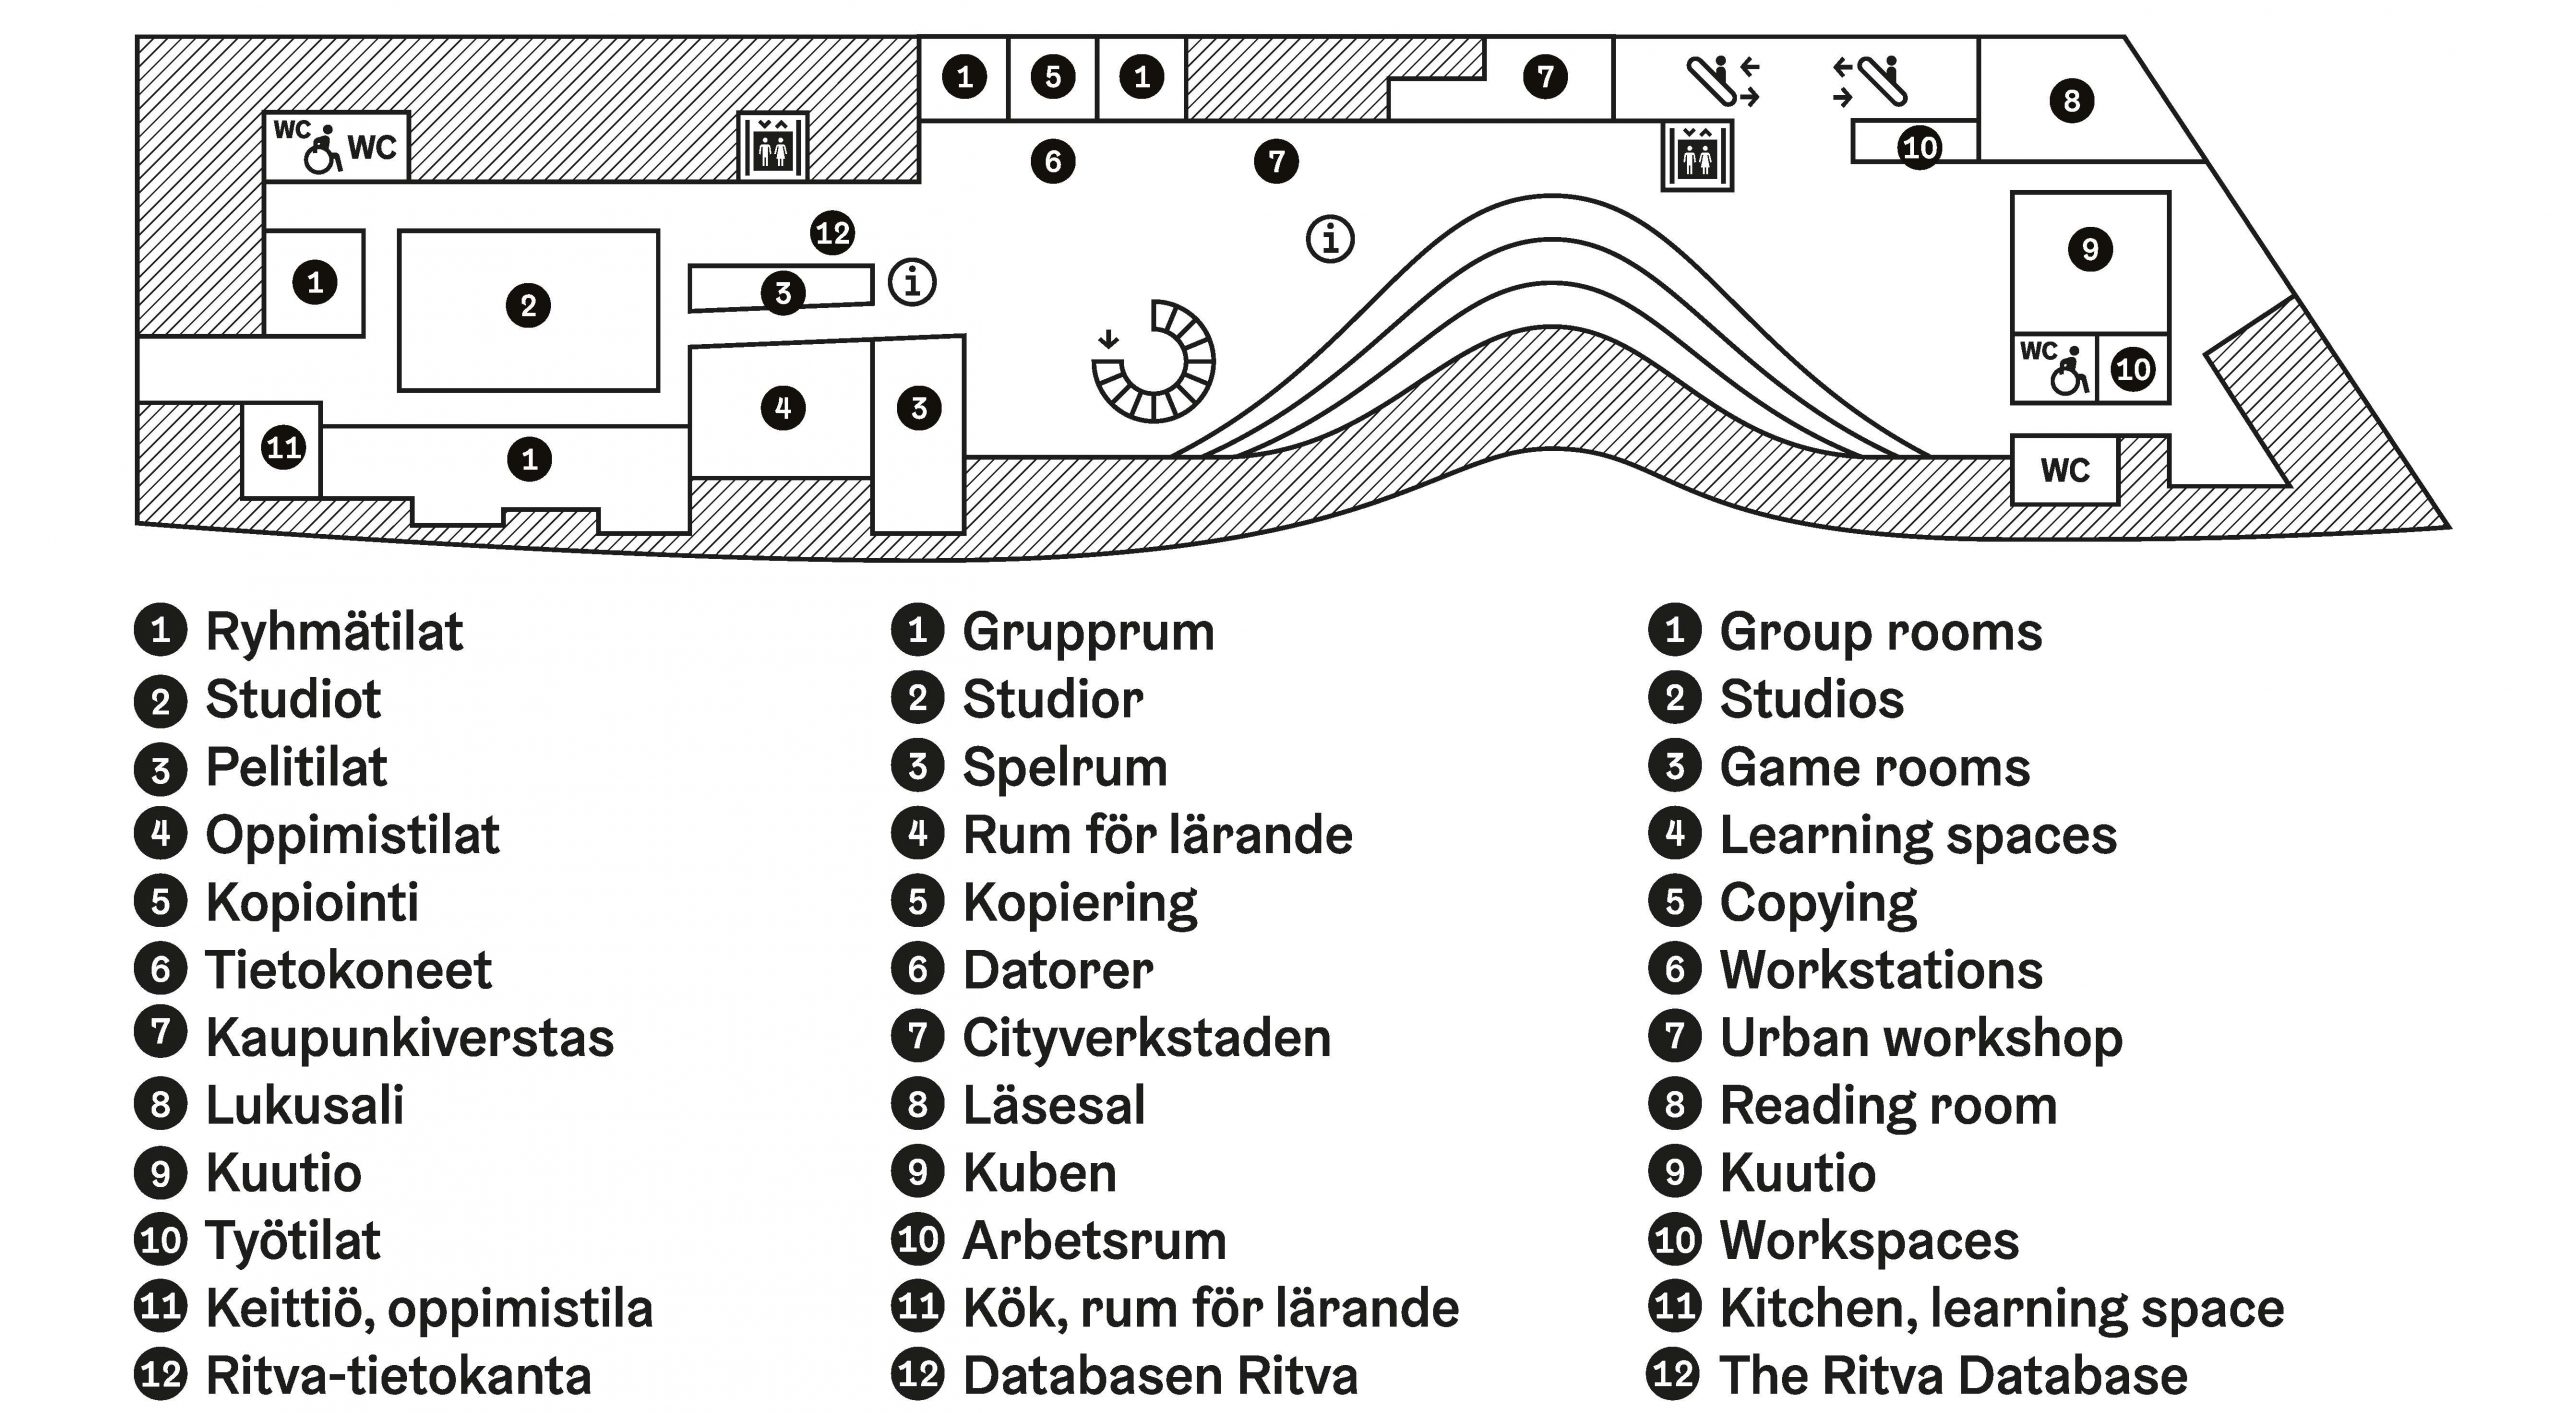 1 5 1 7 8
WC WC 10
6 7
12 i i 9
1 2 3
WC 10
4 3
11 1 WC
1 Ryhmätilat
2 Studiot
3 Pelitilat
4 Oppimistilat
5 Kopiointi
6 Tietokoneet
7 Kaupunkiverstas
8 Lukusali
9 Kuutio
10 Työtilat
11 Keittiö, oppimistila
12 Ritva-tietokanta
1 Grupprum
2 Studior
3 Spelrum
4 Rum för lärande
5 Kopiering
6 Datorer
7 Cityverkstaden
8 Läsesal
9 Kuben
10 Arbetsrum
11 Kök, rum för lärande
12 Databasen Ritva
1 Group rooms
2 Studios
3 Game rooms
4 Learning spaces
5 Copying
6 Workstations
7 Urban workshop
8 Reading room
9 Kuutio
10 Workspaces
11 Kitchen, learning space
12 The Ritva Database